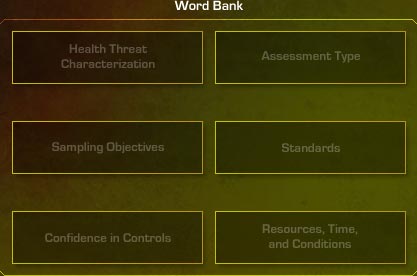 Word Bank
Health Threat
Characterization
Assessment Type
Sampling Objectives
Standards
Confidence in Controls
Resources, Time,
and Conditions